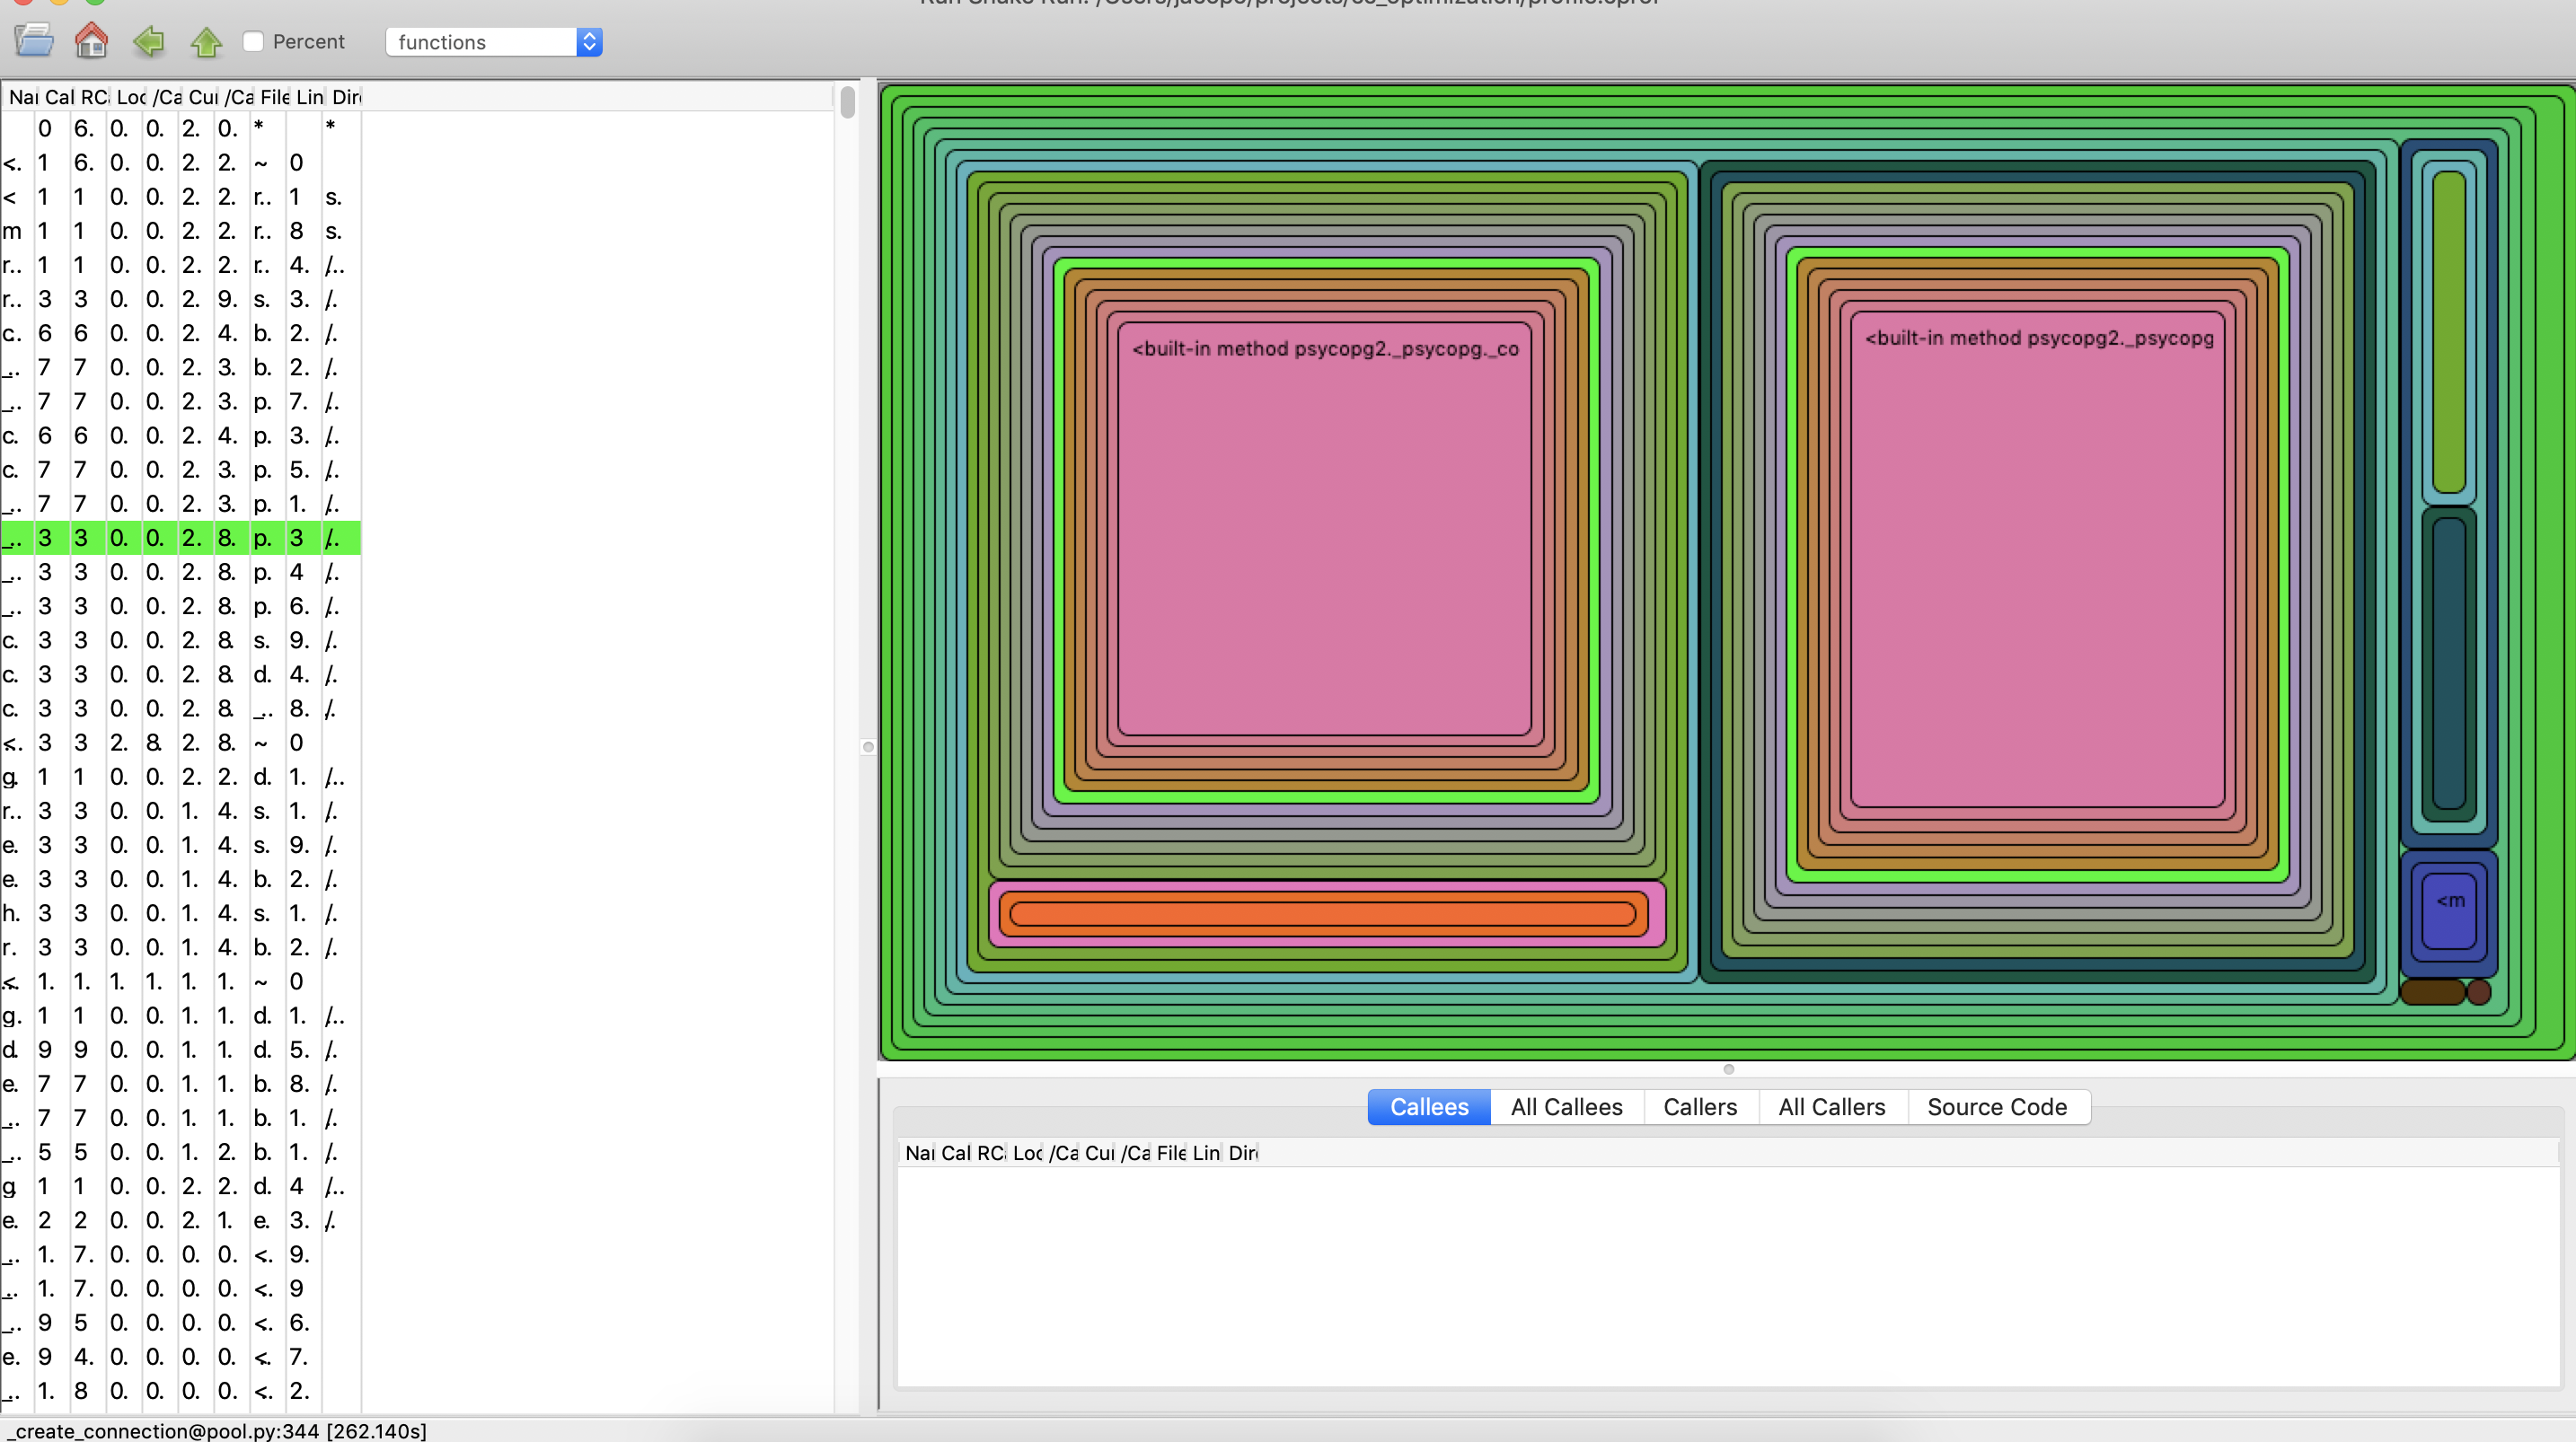 Run Snake Run:
Percent
functions
Nai Cal RC: Loc /Ca Cui /Ca File Lin Dir
0 6. 0. 0. 2. 0. * *
<. 1 6. 0. 0. 2. 2. ~ 0
< 1 1 0. 0. 2. 2. r.. 1 s.
m 1 1 0. 0. 2. 2. r.. 8 s.
r.. 1 1 0. 0. 2. 2. r.. 4. /..
r.. 3 3 0. 0. 2. 9. s. 3. /.
c. 6 6 0. 0. 2. 4. b. 2. /.
_.. 7 7 0. 0. 2. 3. b. 2. /.
_.. 7 7 0. 0. 2. 3. p. 7. /.
c. 6 6 0. 0. 2. 4. p. 3. /.
c. 7 7 0. 0. 2. 3. p. 5. /.
_.. 7 7 0. 0. 2. 3. p. 1. /.
_.. 3 3 0. 0. 2. 8. p. 3 /.
_.. 3 3 0. 0. 2. 8. p. 4 /.
_.. 3 3 0. 0. 2. 8. p. 6. /.
c. 3 3 0. 0. 2. 8. s. 9. /.
c. 3 3 0. 0. 2. 8. d. 4. /.
c. 3 3 0. 0. 2. 8. _.. 8. /.
<. 3 3 2. 8. 2. 8. ~ 0
g. 1 1 0. 0. 2. 2. d. 1. /..
r.. 3 3 0. 0. 1. 4. s. 1. /.
e. 3 3 0. 0. 1. 4. s. 9. /.
e. 3 3 0. 0. 1. 4. b. 2. /.
h. 3 3 0. 0. 1. 4. s. 1. /.
r. 3 3 0. 0. 1. 4. b. 2. /.
<. 1. 1. 1. 1. 1. 1. ~ 0
g. 1 1 0. 0. 1. 1. d. 1. /..
d. 9 9 0. 0. 1. 1. d. 5. /.
e. 7 7 0. 0. 1. 1. b. 8. /.
_.. 7 7 0. 0. 1. 1. b. 1. /.
_.. 5 5 0. 0. 1. 2. b. 1. /.
g 1 1 0. 0. 2. 2. d. 4 /..
e. 2 2 0. 0. 2. 1. e. 3. /.
_.. 1. 7. 0. 0. 0. 0. <. 9.
_.. 1. 7. 0. 0. 0. 0. <. 9
_.. 9 5 0. 0. 0. 0. <. 6.
e. 9 4. 0. 0. 0. 0. <. 7.
_.. 1. 8 0. 0. 0. 0. <. 2.
<built-in method psycopg2._psycopg._co
<built-in method psycopg2._psycopg
<m
Callees All Callees Callers All Callers Source Code
Nai Cal RC: Loc /Ca Cui /Ca File Lin Dir
_create_connection@pool.py:344 [262.140s]